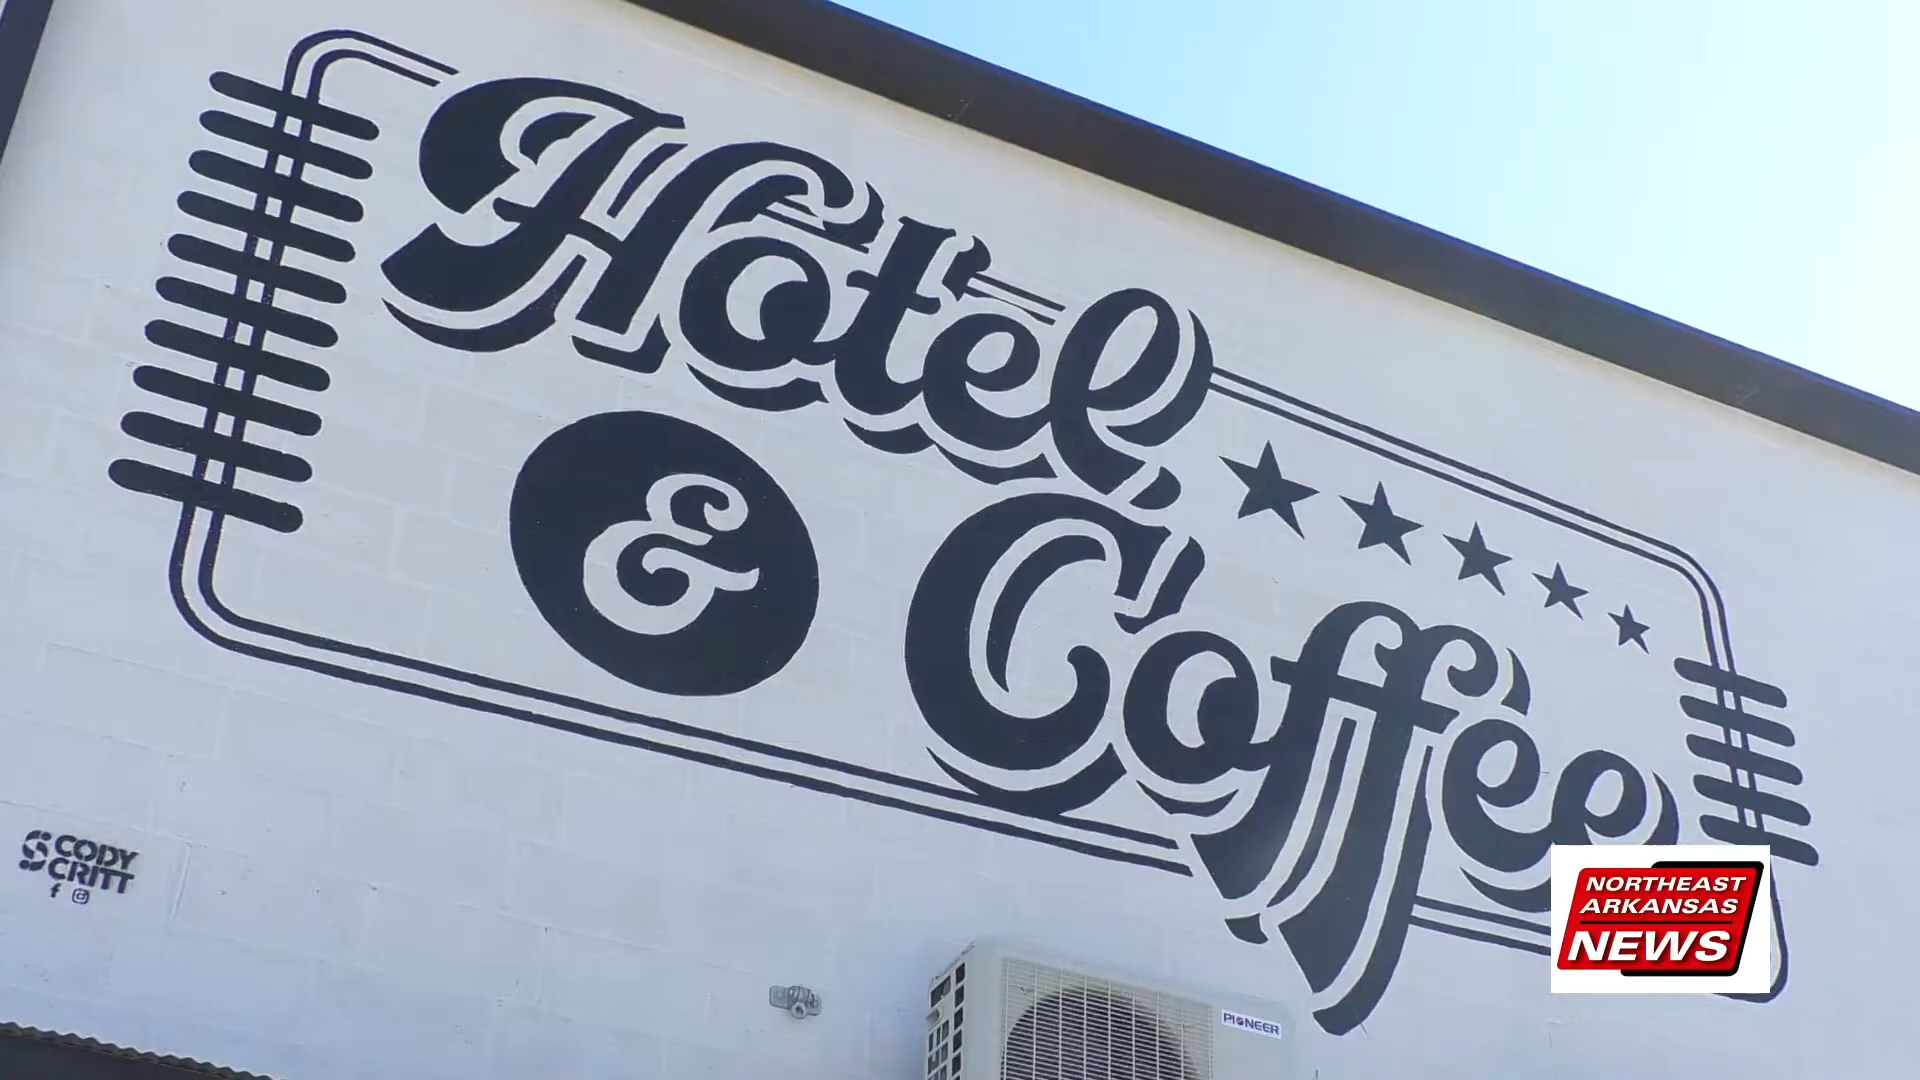 Hotel
& Coffee
CODY
CRITT
PIONEER
NORTHEAST
ARKANSAS
NEWS